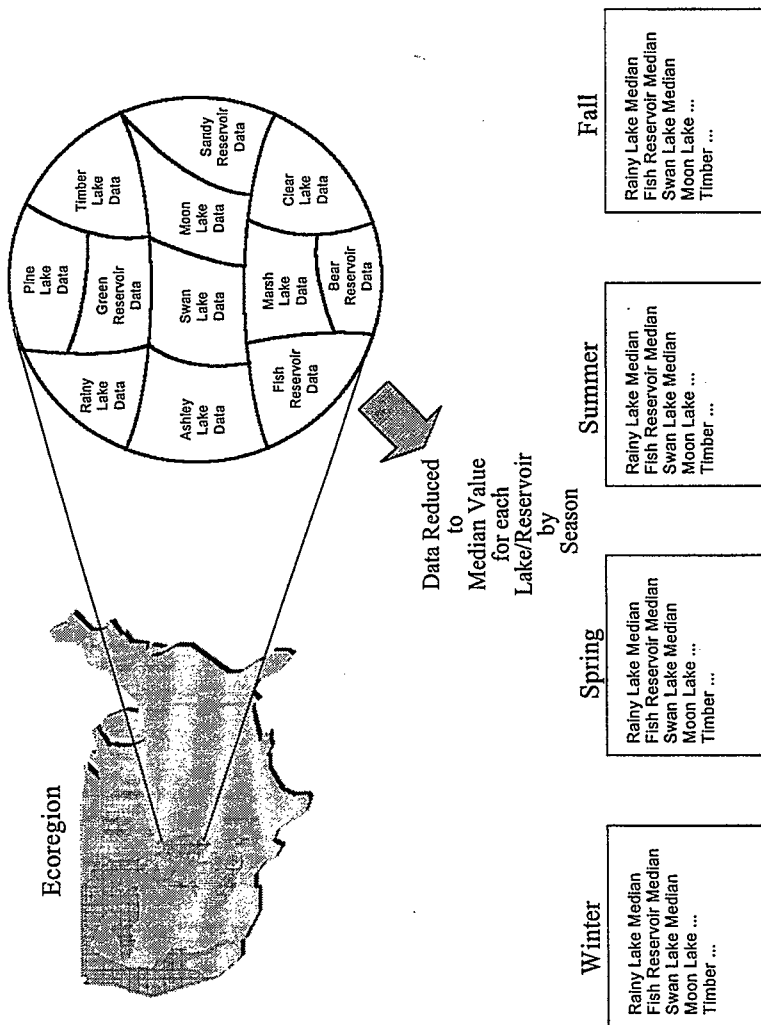 Ecoregion
Pine
Lake
Data
Rainy
Lake
Data
Green
Reservoir
Data
Timber
Lake
Data
Ashley
Lake
Data
Swan
Lake
Data
Moon
Lake
Data
Sandy
Reservoir
Data
Fish
Reservoir
Data
Marsh
Lake
Data
Clear
Lake
Data
Bear
Reservoir
Data
Data Reduced
to
Median Value
for each
Lake/Reservoir
by
Season
Winter
Rainy Lake Median
Fish Reservoir Median
Swan Lake Median
Moon Lake ...
Timber ...
Spring
Rainy Lake Median
Fish Reservoir Median
Swan Lake Median
Moon Lake ...
Timber ...
Summer
Rainy Lake Median
Fish Reservoir Median
Swan Lake Median
Moon Lake ...
Timber ...
Fall
Rainy Lake Median
Fish Reservoir Median
Swan Lake Median
Moon Lake ...
Timber ...